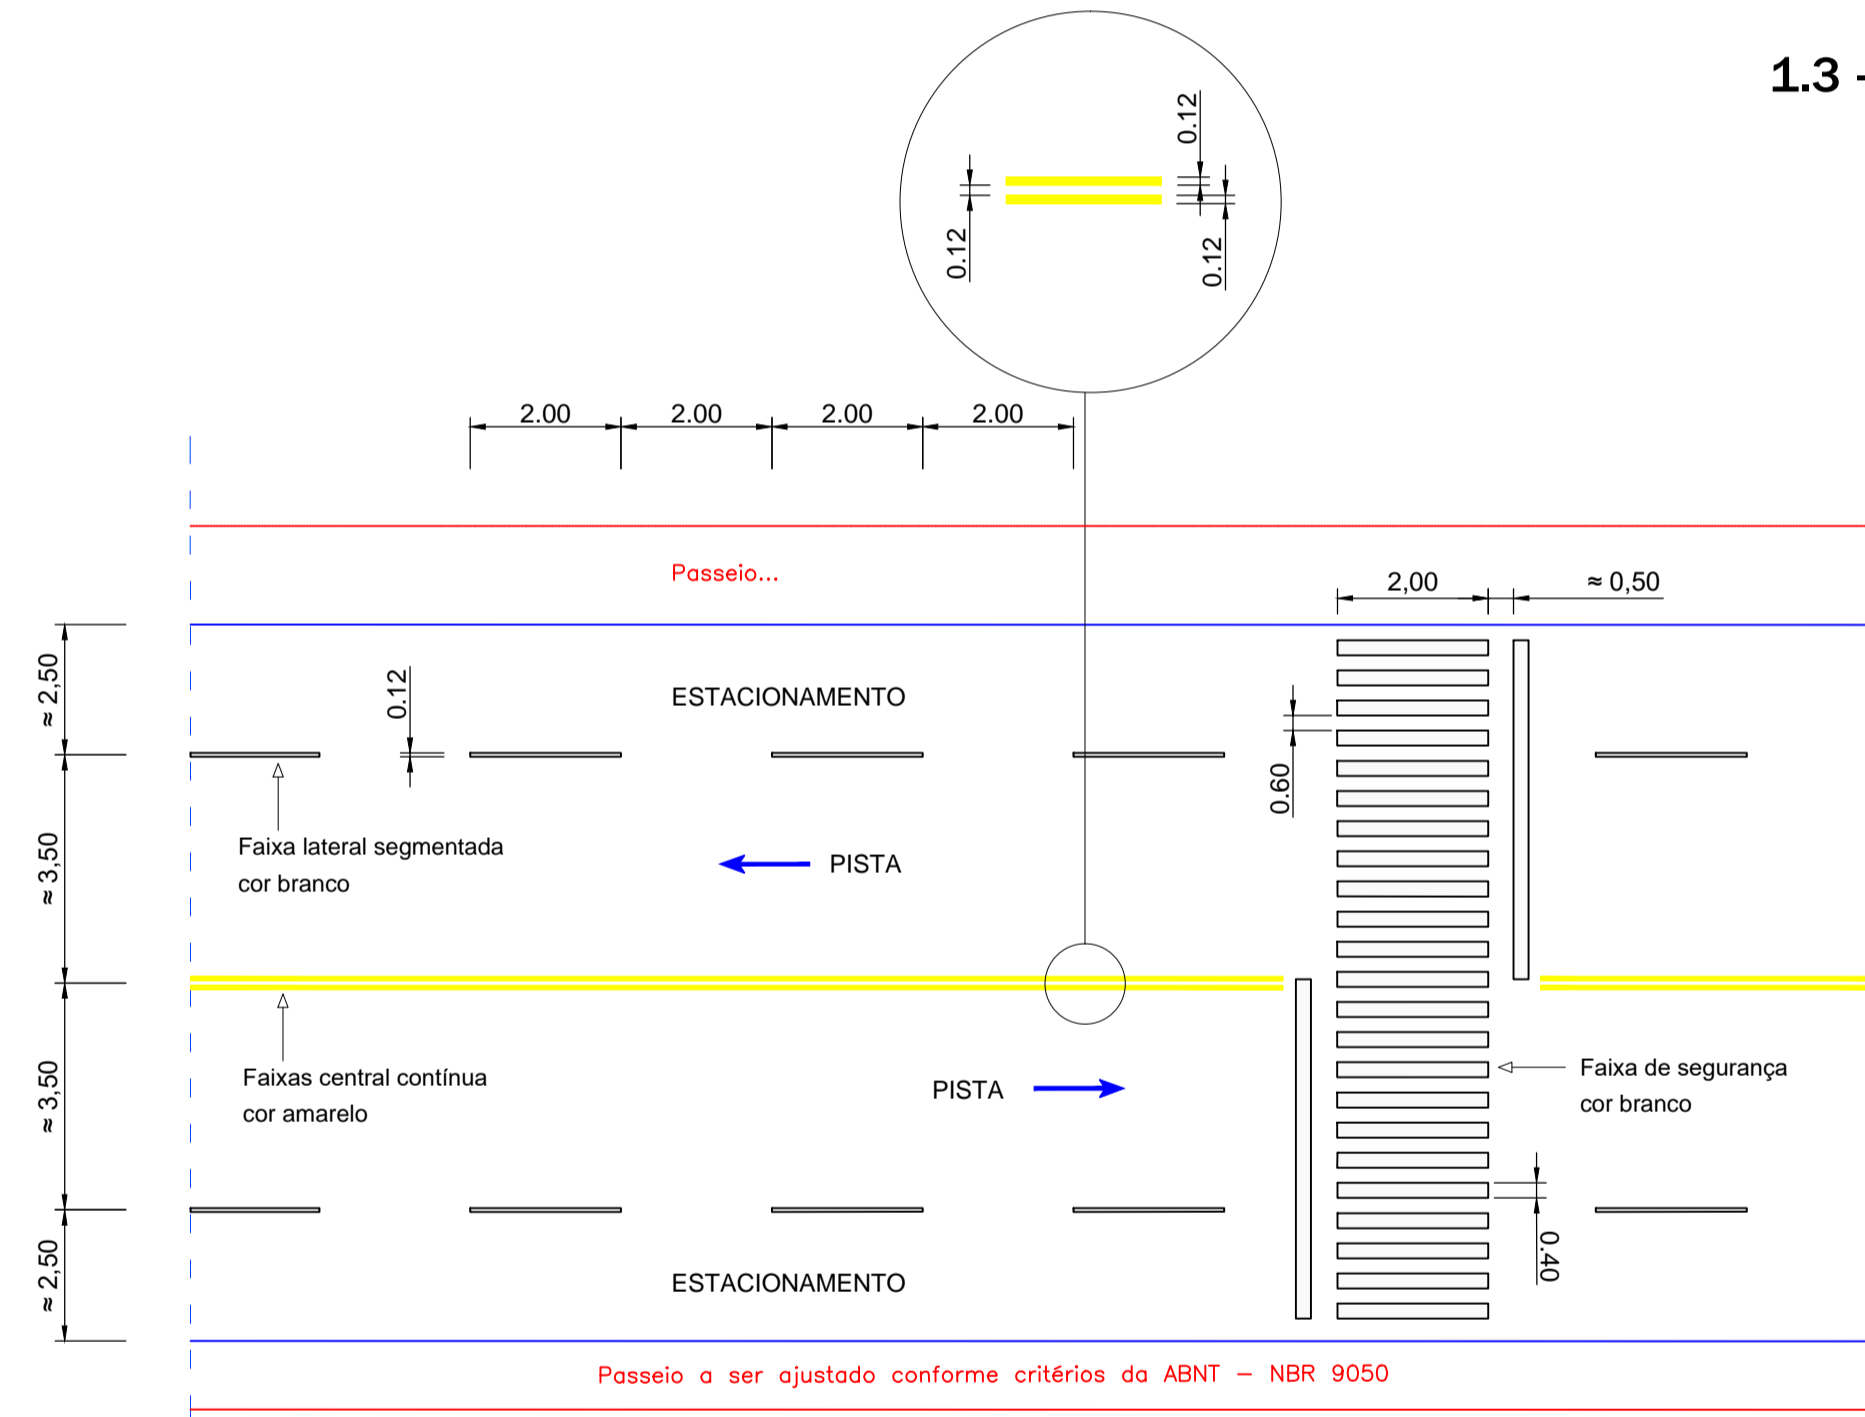 1.3 -
0.12
0.12
0.12
2.00
2.00
2.00
2.00
Passeio...
2,00
≈ 0,50
≈ 2,50
0.12
ESTACIONAMENTO
0.60
≈ 3,50
Faixa lateral segmentada
cor branco
PISTA
≈ 3,50
Faixas central contínua
cor amarelo
PISTA
Faixa de segurança
cor branco
≈ 2,50
0.40
ESTACIONAMENTO
Passeio a ser ajustado conforme critérios da ABNT - NBR 9050